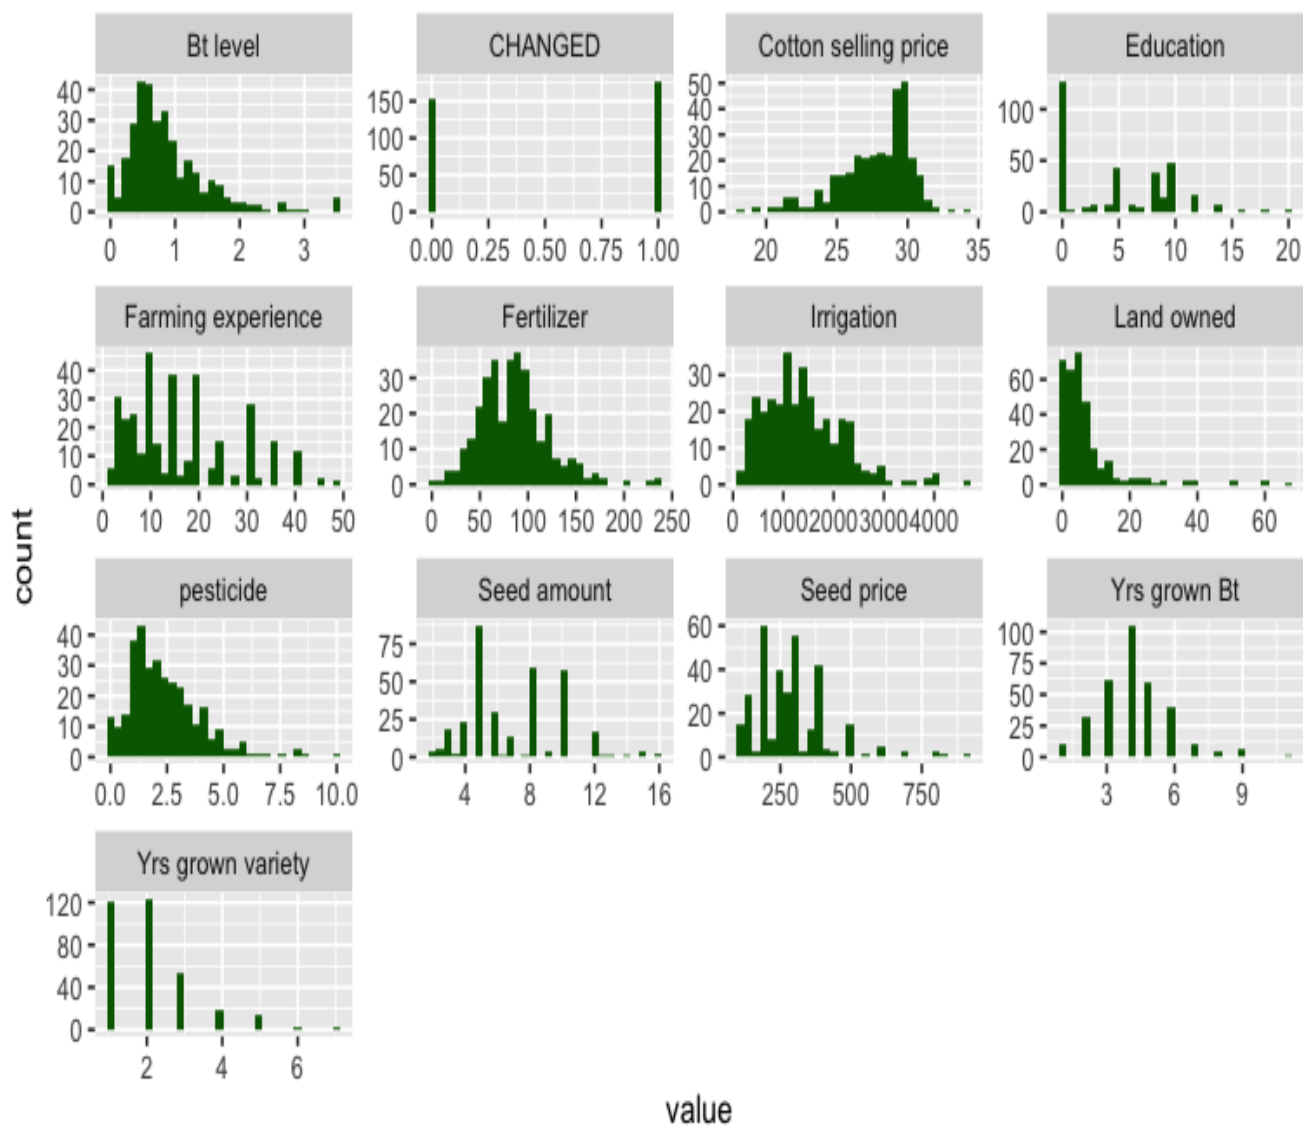 Bt level CHANGED Cotton selling price Education
40 30 20 10 0
150 100 50 0
50 40 30 20 10 0
100 50 0
0 1 2 3
0.00 0.25 0.50 0.75 1.00
20 25 30 35
0 5 10 15 20
Farming experience Fertilizer Irrigation Land owned
40 30 20 10 0
30 20 10 0
30 20 10 0
60 40 20 0
0 10 20 30 40 50
0 50 100 150 200 250
0 1000 2000 3000 4000
0 20 40 60
count
pesticide Seed amount Seed price Yrs grown Bt
40 30 20 10 0
75 50 25 0
60 40 20 0
100 75 50 25 0
0.0 2.5 5.0 7.5 10.0
4 8 12 16
250 500 750
3 6 9
Yrs grown variety
120 80 40 0
2 4 6
value